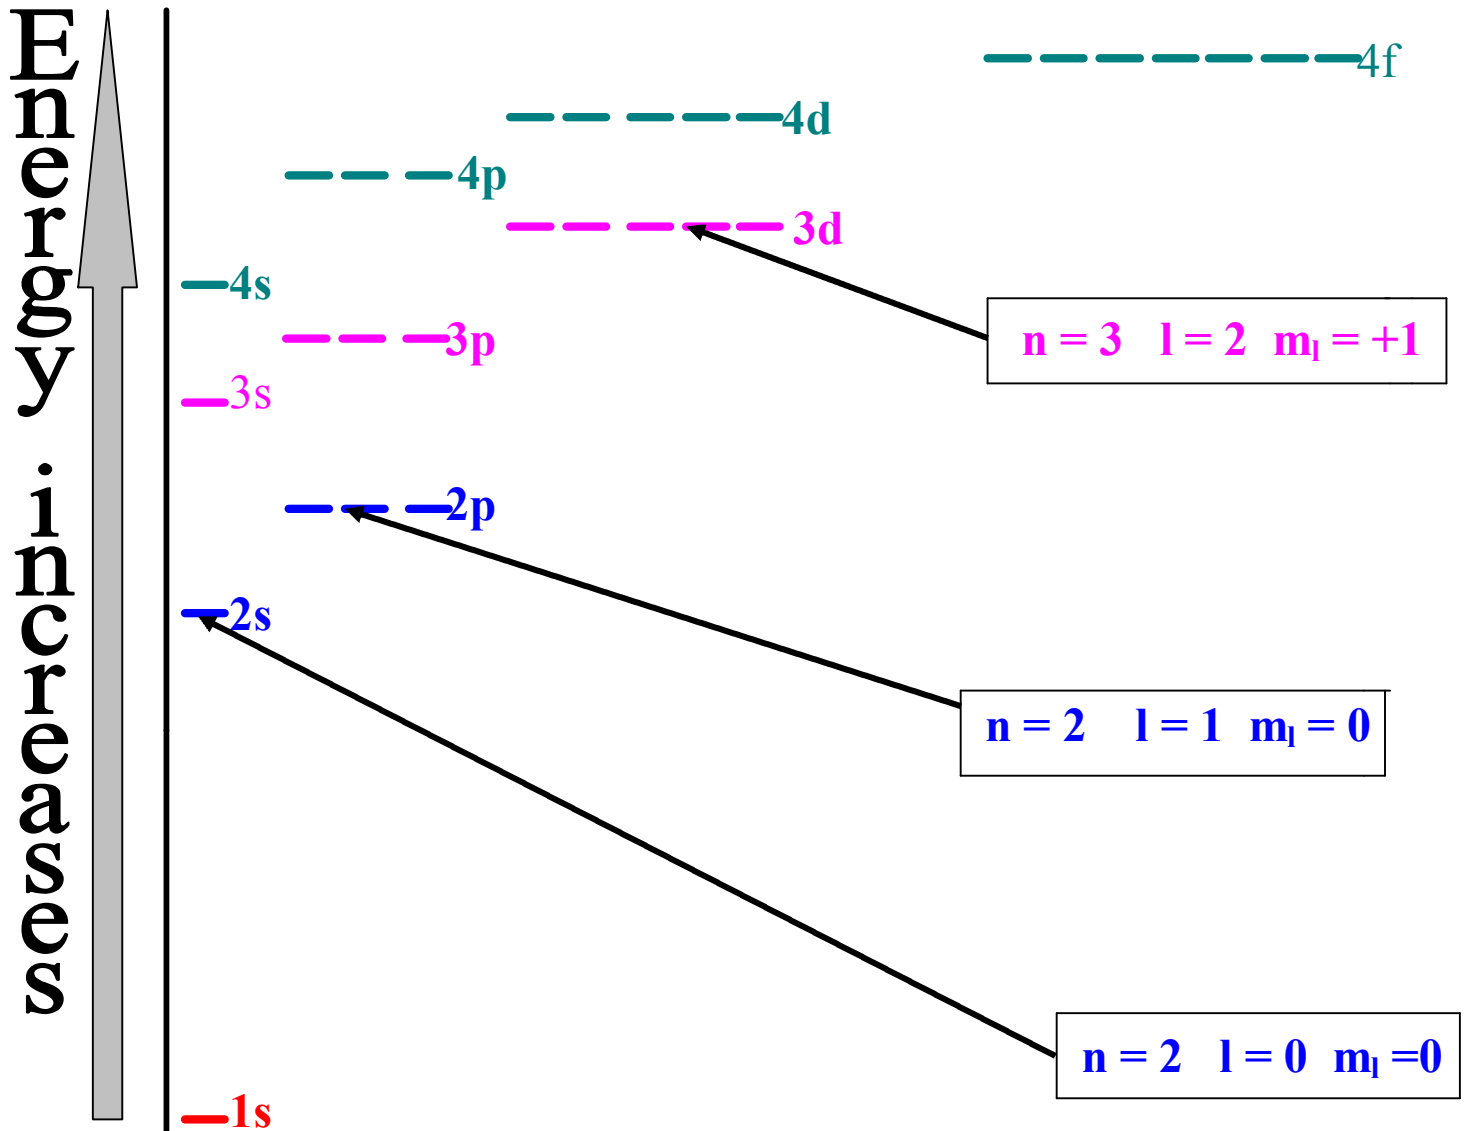 Energy increases
4f
4d
4p
3d
4s
n = 3 l = 2 mₗ = +1
3p
3s
2p
2s
n = 2 l = 1 mₗ = 0
n = 2 l = 0 mₗ =0
1s